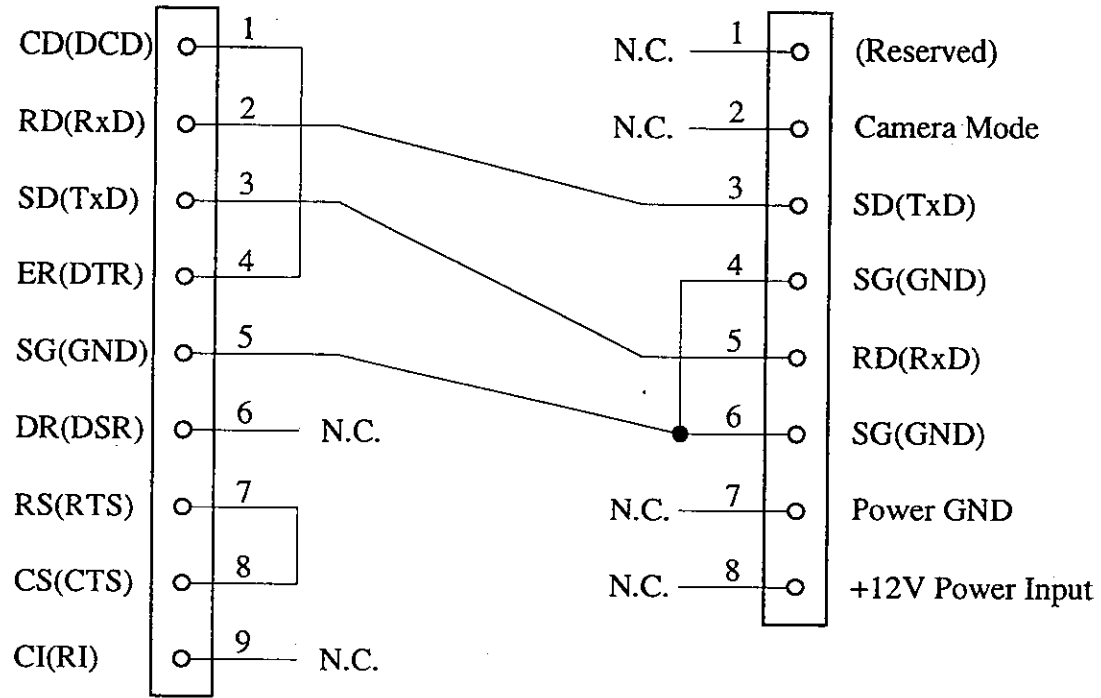 CD(DCD) 1
RD(RxD) 2
SD(TxD) 3
ER(DTR) 4
SG(GND) 5
DR(DSR) 6 N.C.
RS(RTS) 7
CS(CTS) 8
CI(RI) 9 N.C.
N.C. 1 (Reserved)
N.C. 2 Camera Mode
3 SD(TxD)
4 SG(GND)
5 RD(RxD)
6 SG(GND)
N.C. 7 Power GND
N.C. 8 +12V Power Input